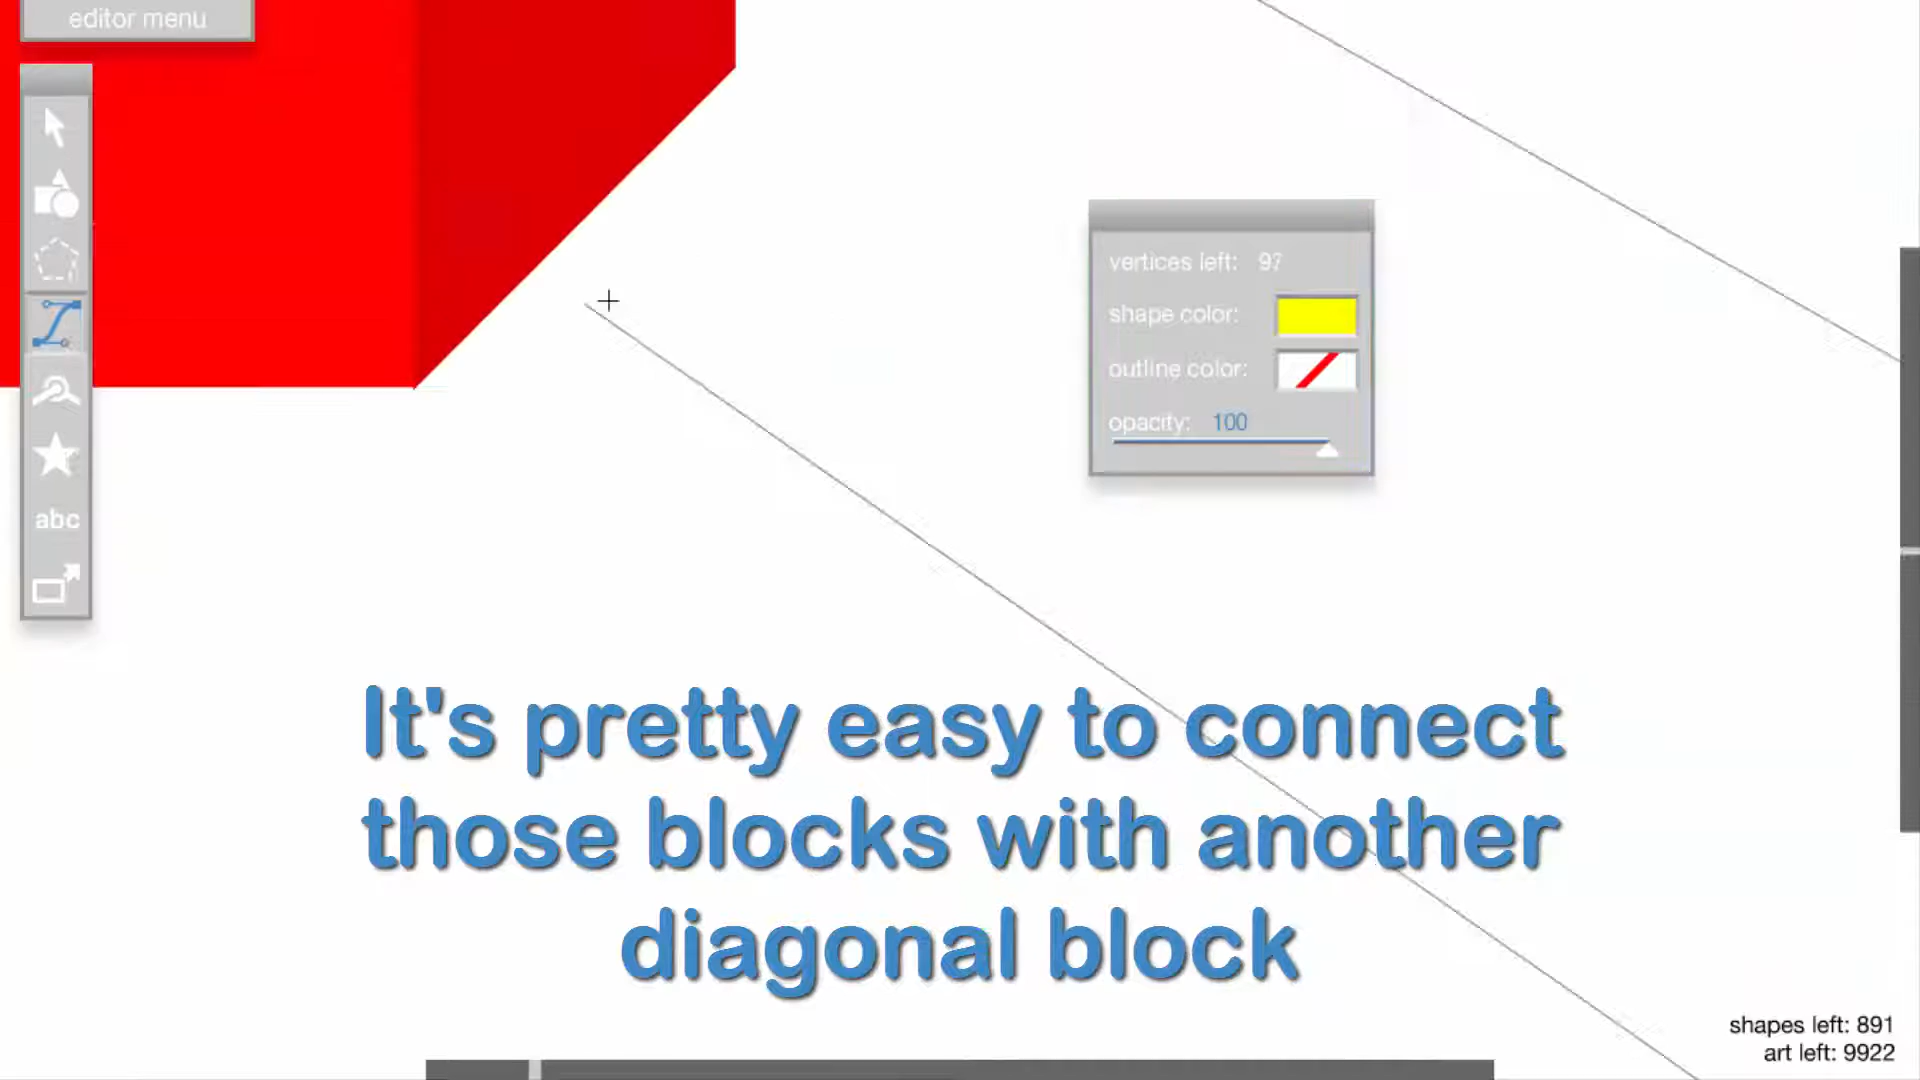 editor menu
vertices left: 97
shape color:
outline color:
opacity: 100
abc
It's pretty easy to connect
those blocks with another
diagonal block
shapes left: 891
art left: 9922